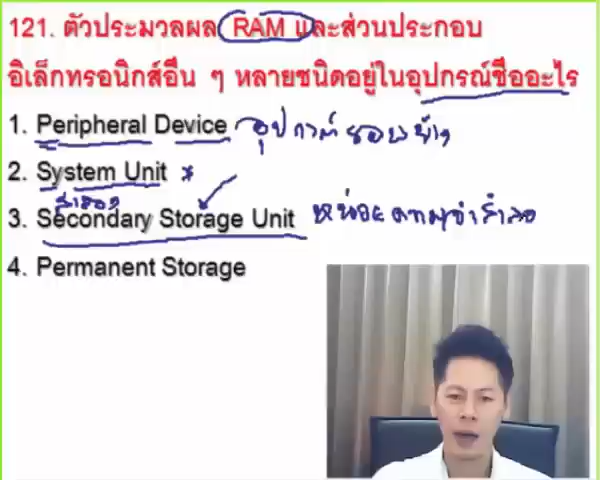 121. ตัวประมวลผล RAM และส่วนประกอบ
อิเล็กทรอนิกส์อื่น ๆ หลายชนิดอยู่ในอุปกรณ์ชื่ออะไร
1. Peripheral Device อุปกรณ์รอบข้าง
2. System Unit *
สำรอง
3. Secondary Storage Unit หน่วยความจำสำรอง
4. Permanent Storage